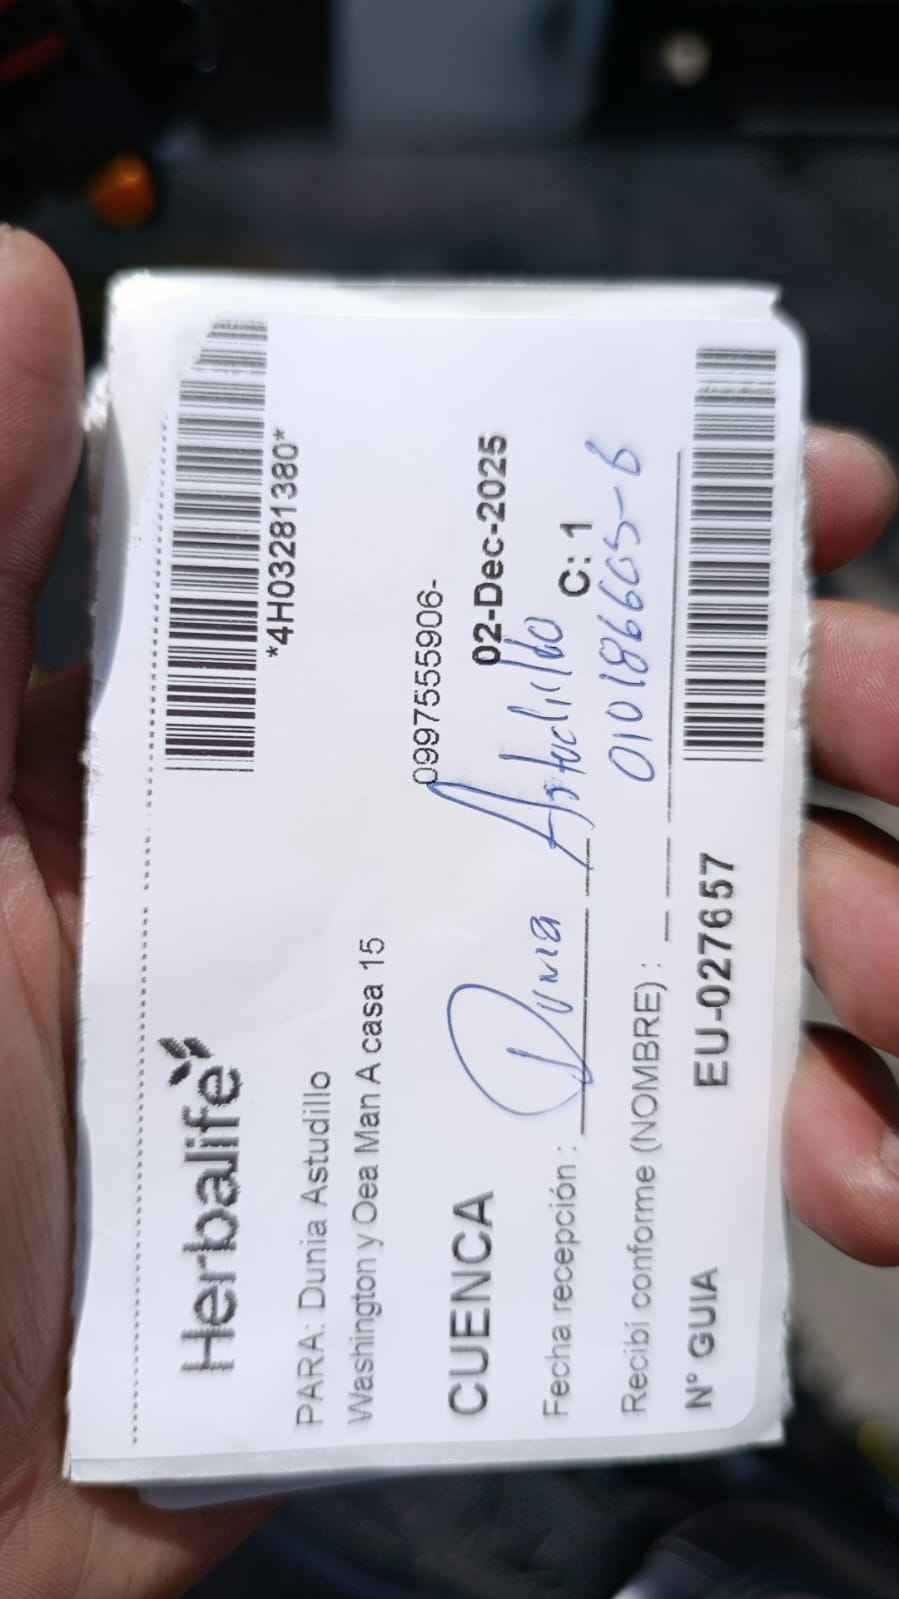 Herbalife
*4H03281380*
PARA: Dunia Astudillo
Washington y Oea Man A casa 15
0997555906-
CUENCA
02-Dec-2025
Fecha recepción : Dunia Astudillo
C: 1
010186605-6
Recibí conforme (NOMBRE) :
N° GUIA EU-027657